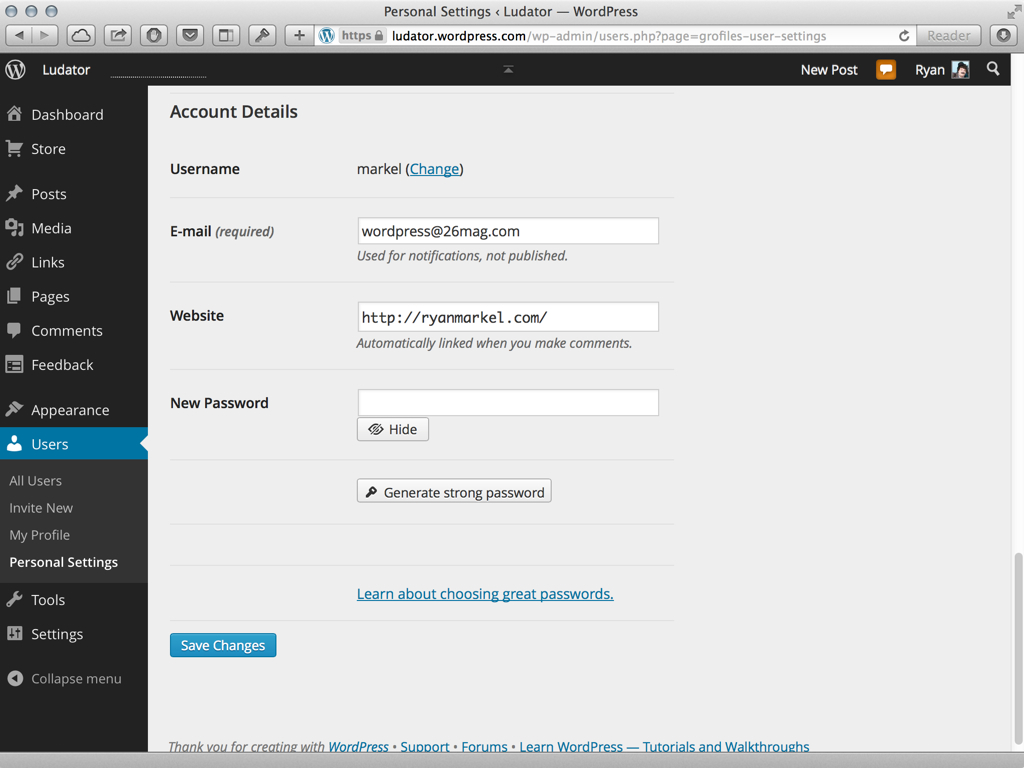 Personal Settings ‹ Ludator — WordPress
https ludator.wordpress.com/wp-admin/users.php?page=grofiles-user-settings Reader
Ludator New Post Ryan
Dashboard
Store
Posts
Media
Links
Pages
Comments
Feedback
Appearance
Users
All Users
Invite New
My Profile
Personal Settings
Tools
Settings
Collapse menu
Account Details
Username markel (Change)
E-mail (required) wordpress@26mag.com
Used for notifications, not published.
Website http://ryanmarkel.com/
Automatically linked when you make comments.
New Password
Hide
Generate strong password
Learn about choosing great passwords.
Save Changes
Thank you for creating with WordPress • Support • Forums • Learn WordPress — Tutorials and Walkthroughs